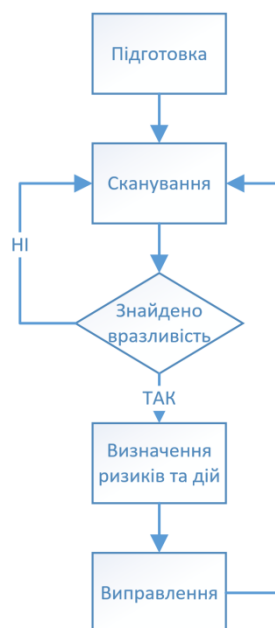 Підготовка
Сканування
НІ
Знайдено
вразливість
ТАК
Визначення
ризиків та дій
Виправлення